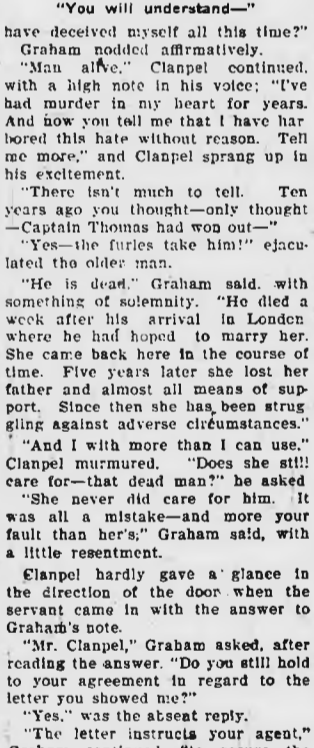 "You will understand—"
have deceived myself all this time?"
Graham nodded affirmatively.
"Man alive," Clanpel continued,
with a high note in his voice; "I've
had murder in my heart for years.
And now you tell me that I have har
bored this hate without reason. Tell
me more," and Clanpel sprang up in
his excitement.
"There isn't much to tell. Ten
years ago you thought—only thought
—Captain Thomas had won out—"
"Yes—the furies take him!" ejacu-
lated the older man.
"He is dead," Graham said, with
something of solemnity. "He died a
week after his arrival in London
where he had hoped to marry her.
She came back here in the course of
time. Five years later she lost her
father and almost all means of sup-
port. Since then she has been strug
gling against adverse circumstances."
"And I with more than I can use,"
Clanpel murmured. "Does she still
care for—that dead man?" he asked
"She never did care for him. It
was all a mistake—and more your
fault than her's;" Graham said, with
a little resentment.
Clanpel hardly gave a glance in
the direction of the door when the
servant came in with the answer to
Graham's note.
"Mr. Clanpel," Graham asked, after
reading the answer. "Do you still hold
to your agreement in regard to the
letter you showed me?"
"Yes," was the absent reply.
"The letter instructs your agent,"